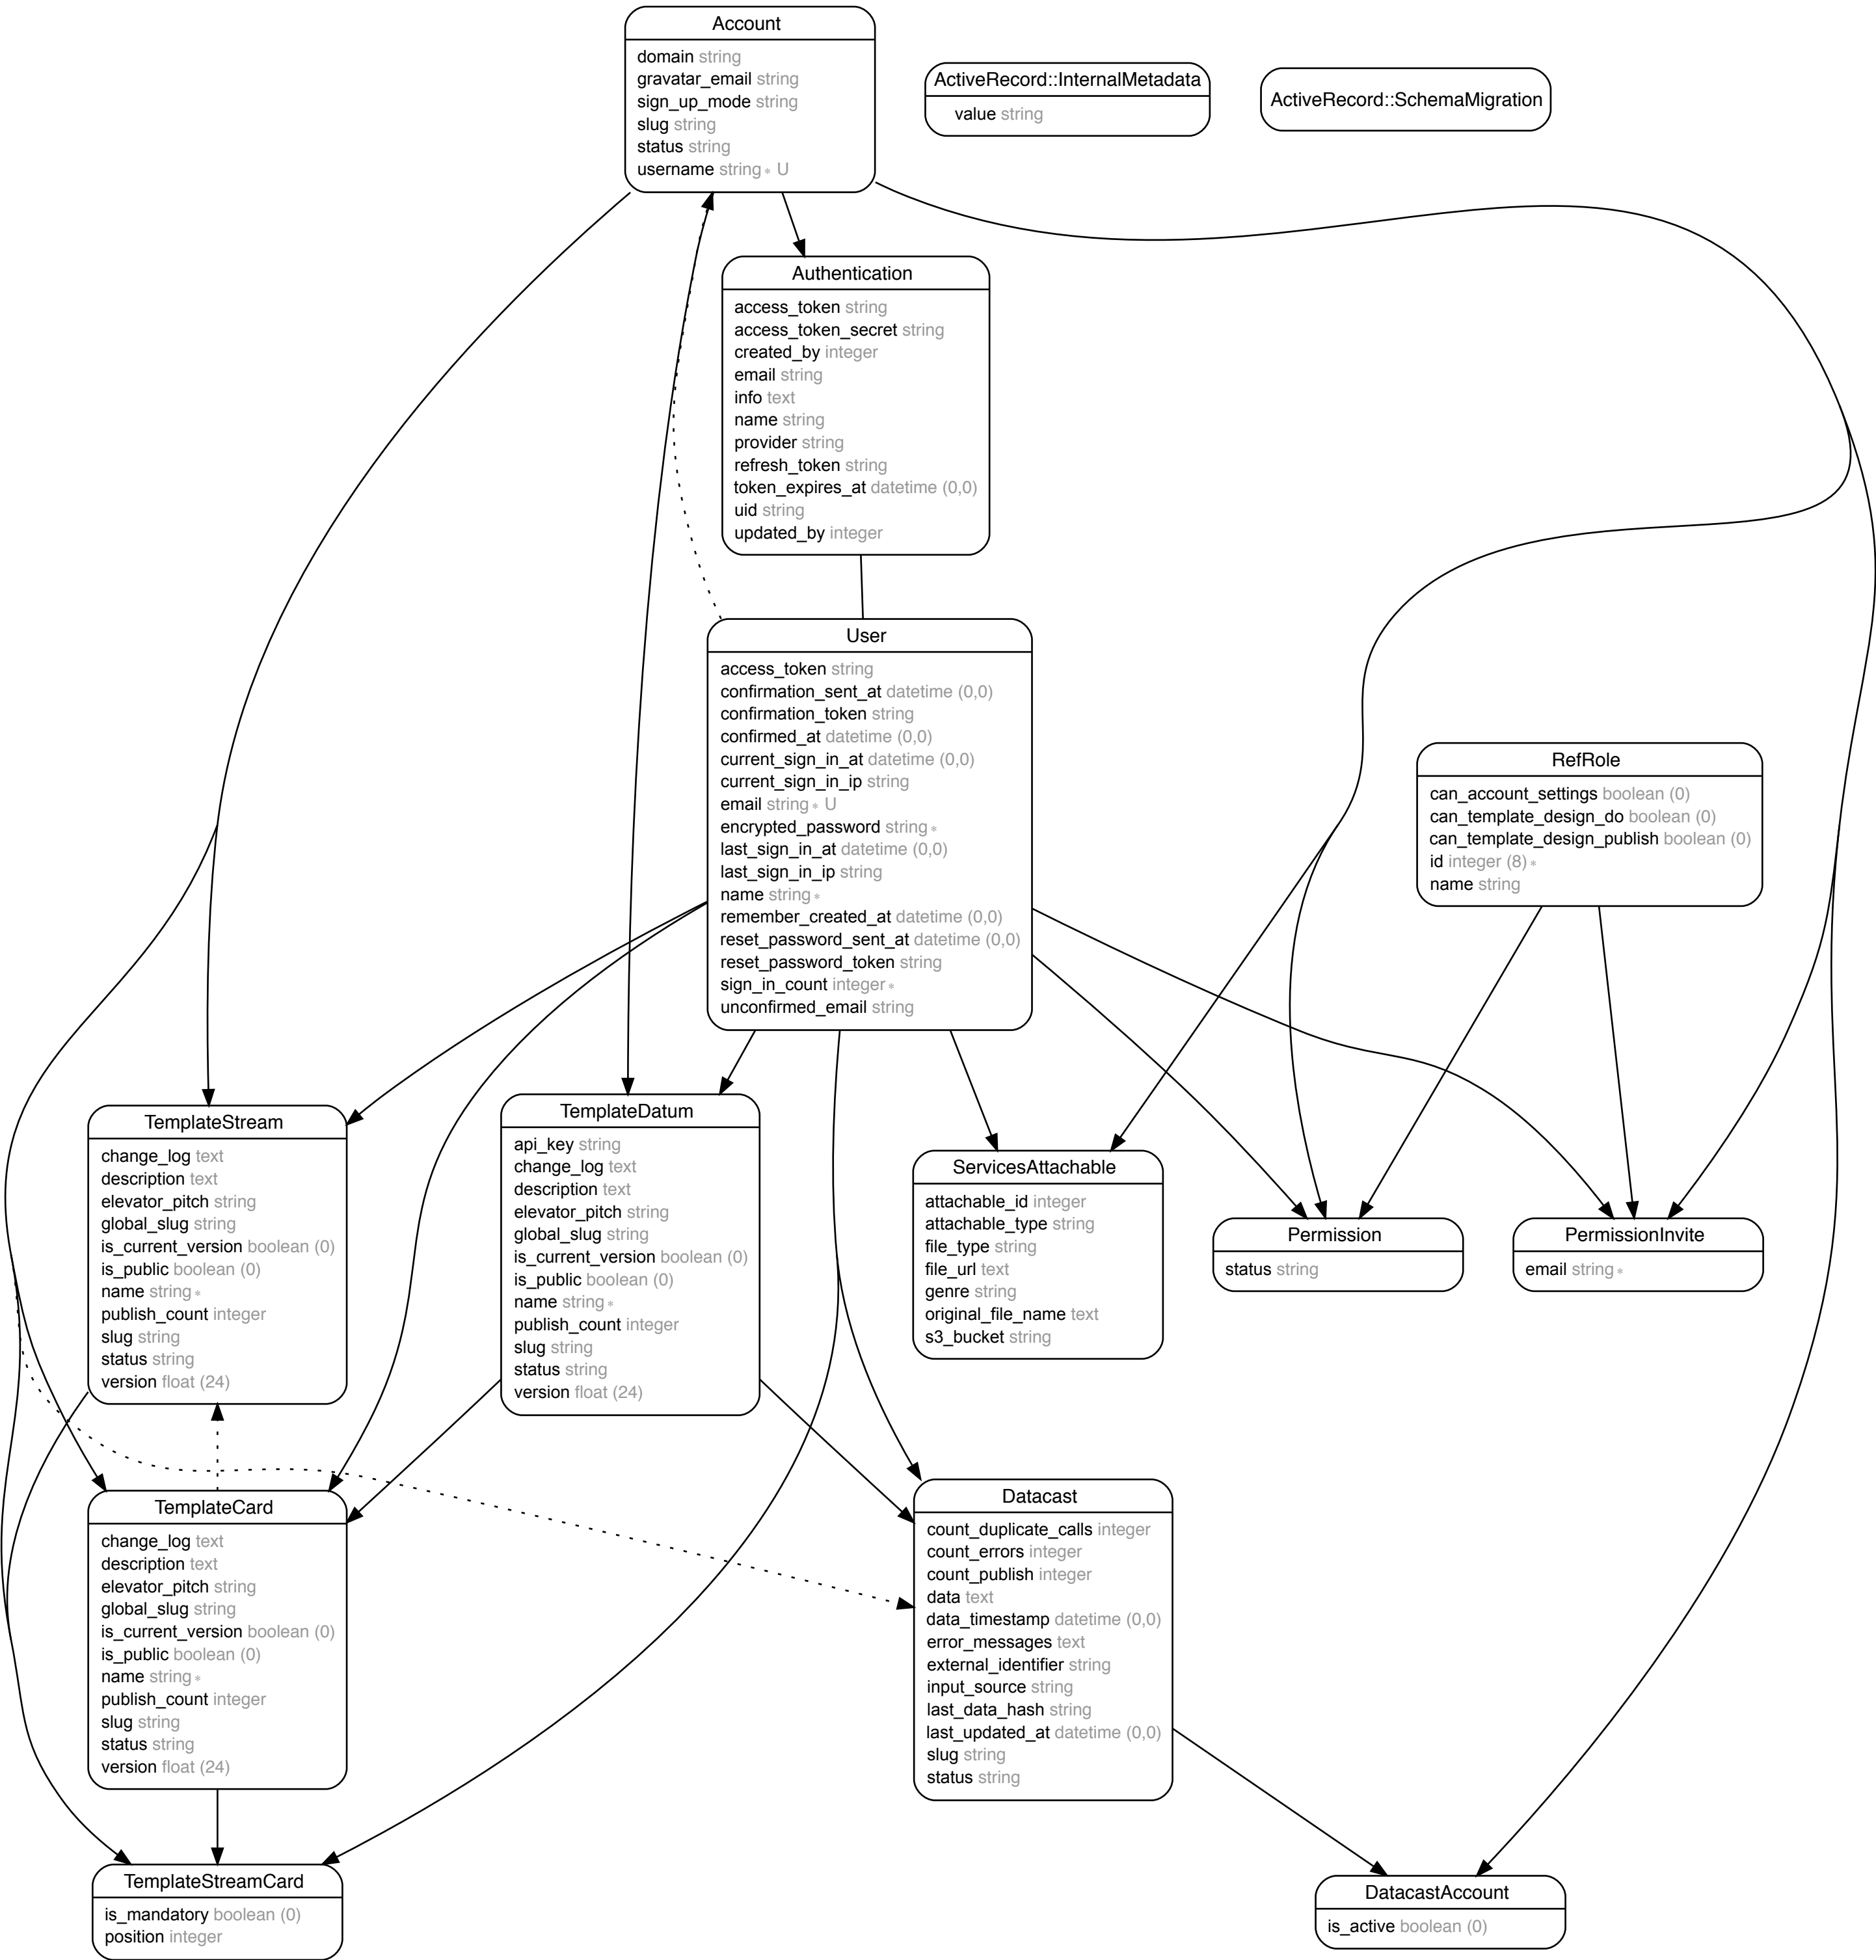 Account
domain string
gravatar_email string
sign_up_mode string
slug string
status string
username string * U
ActiveRecord::InternalMetadata
value string
ActiveRecord::SchemaMigration
Authentication
access_token string
access_token_secret string
created_by integer
email string
info text
name string
provider string
refresh_token string
token_expires_at datetime (0,0)
uid string
updated_by integer
User
access_token string
confirmation_sent_at datetime (0,0)
confirmation_token string
confirmed_at datetime (0,0)
current_sign_in_at datetime (0,0)
current_sign_in_ip string
email string * U
encrypted_password string *
last_sign_in_at datetime (0,0)
last_sign_in_ip string
name string *
remember_created_at datetime (0,0)
reset_password_sent_at datetime (0,0)
reset_password_token string
sign_in_count integer *
unconfirmed_email string
RefRole
can_account_settings boolean (0)
can_template_design_do boolean (0)
can_template_design_publish boolean (0)
id integer (8) *
name string
TemplateStream
change_log text
description text
elevator_pitch string
global_slug string
is_current_version boolean (0)
is_public boolean (0)
name string *
publish_count integer
slug string
status string
version float (24)
TemplateDatum
api_key string
change_log text
description text
elevator_pitch string
global_slug string
is_current_version boolean (0)
is_public boolean (0)
name string *
publish_count integer
slug string
status string
version float (24)
ServicesAttachable
attachable_id integer
attachable_type string
file_type string
file_url text
genre string
original_file_name text
s3_bucket string
Permission
status string
PermissionInvite
email string *
TemplateCard
change_log text
description text
elevator_pitch string
global_slug string
is_current_version boolean (0)
is_public boolean (0)
name string *
publish_count integer
slug string
status string
version float (24)
Datacast
count_duplicate_calls integer
count_errors integer
count_publish integer
data text
data_timestamp datetime (0,0)
error_messages text
external_identifier string
input_source string
last_data_hash string
last_updated_at datetime (0,0)
slug string
status string
TemplateStreamCard
is_mandatory boolean (0)
position integer
DatacastAccount
is_active boolean (0)